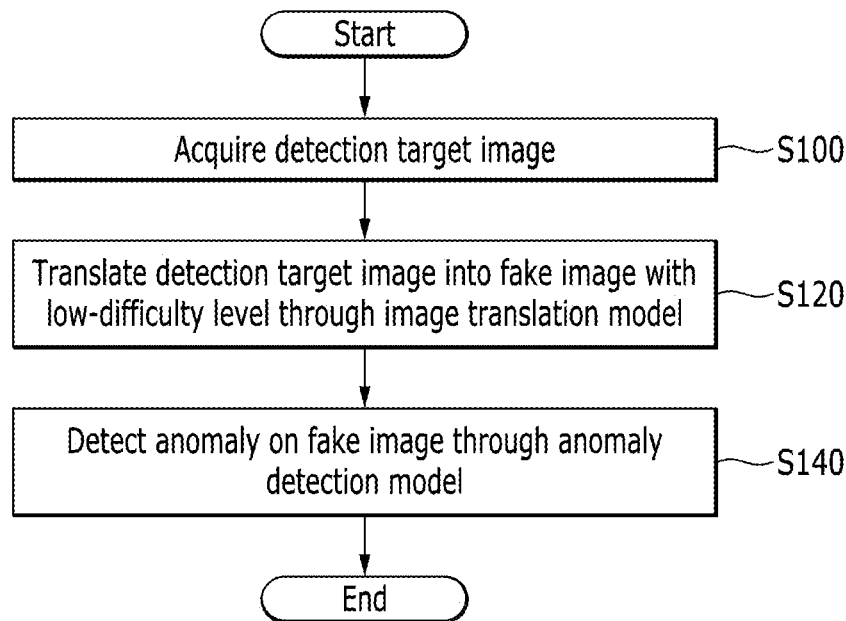 Start
Acquire detection target image
S100
Translate detection target image into fake image with
low-difficulty level through image translation model
S120
Detect anomaly on fake image through anomaly
detection model
S140
End